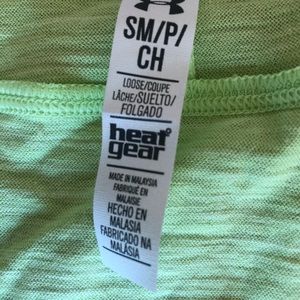 SM/P/
CH
LOOSE/COUPE
LÂCHE/SUELTO/
FOLGADO
heat
gear
MADE IN MALAYSIA
FABRIQUÉ EN
MALAISIE
HECHO EN
MALASIA
FABRICADO NA
MALÁSIA